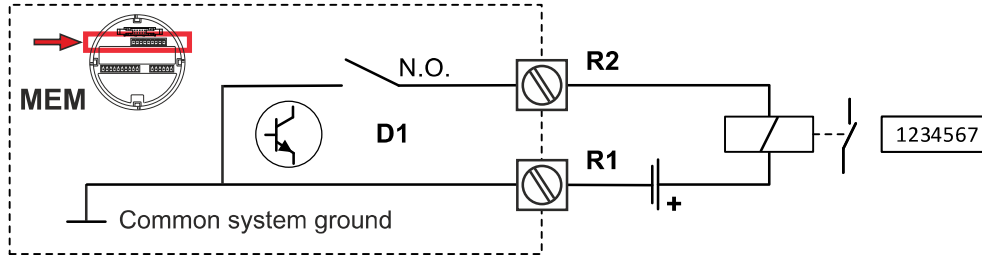 N.O.
R2
MEM
D1
1234567
R1
+
Common system ground